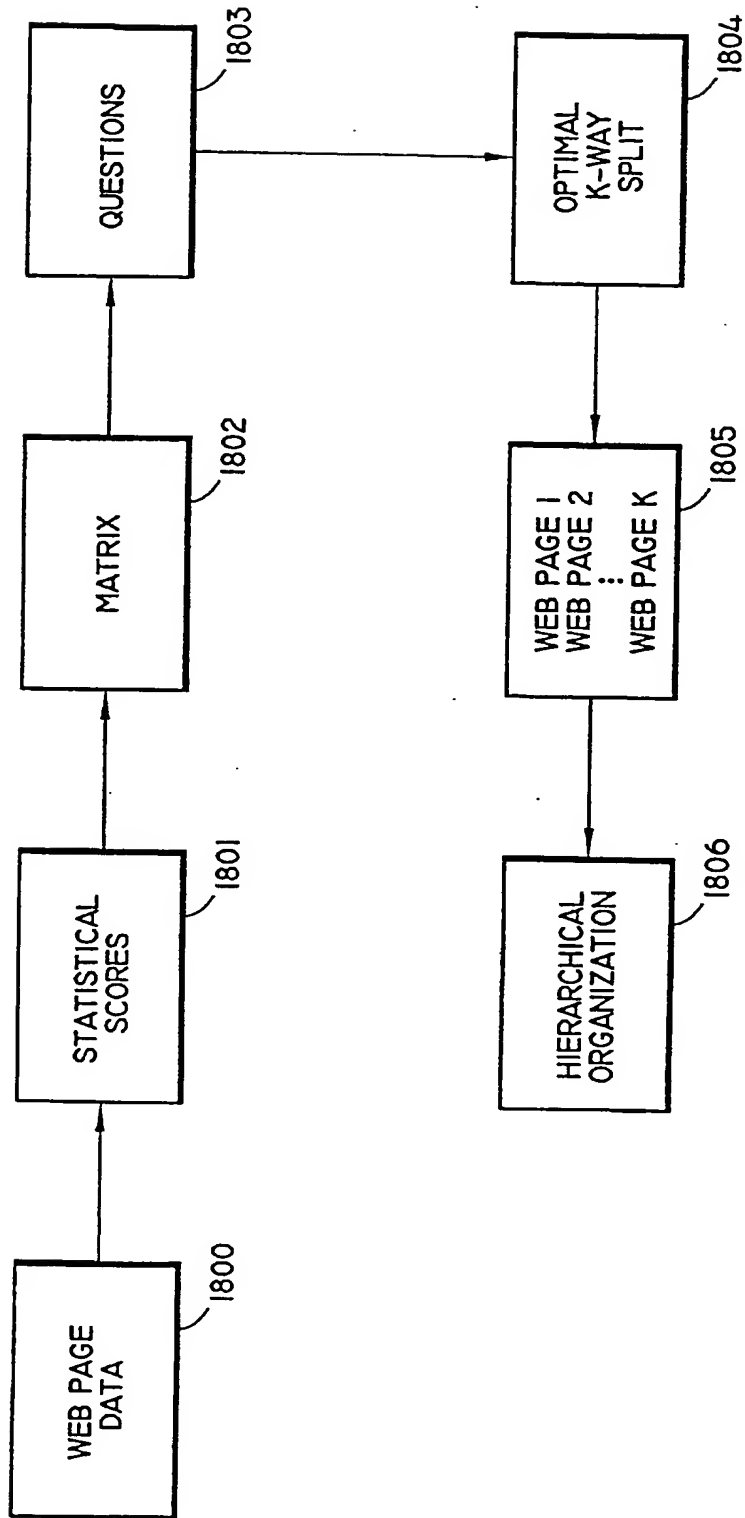 WEB PAGE
DATA
1800
STATISTICAL
SCORES
1801
MATRIX
1802
QUESTIONS
1803
OPTIMAL
K-WAY
SPLIT
1804
WEB PAGE 1
WEB PAGE 2
⋮
WEB PAGE K
1805
HIERARCHICAL
ORGANIZATION
1806